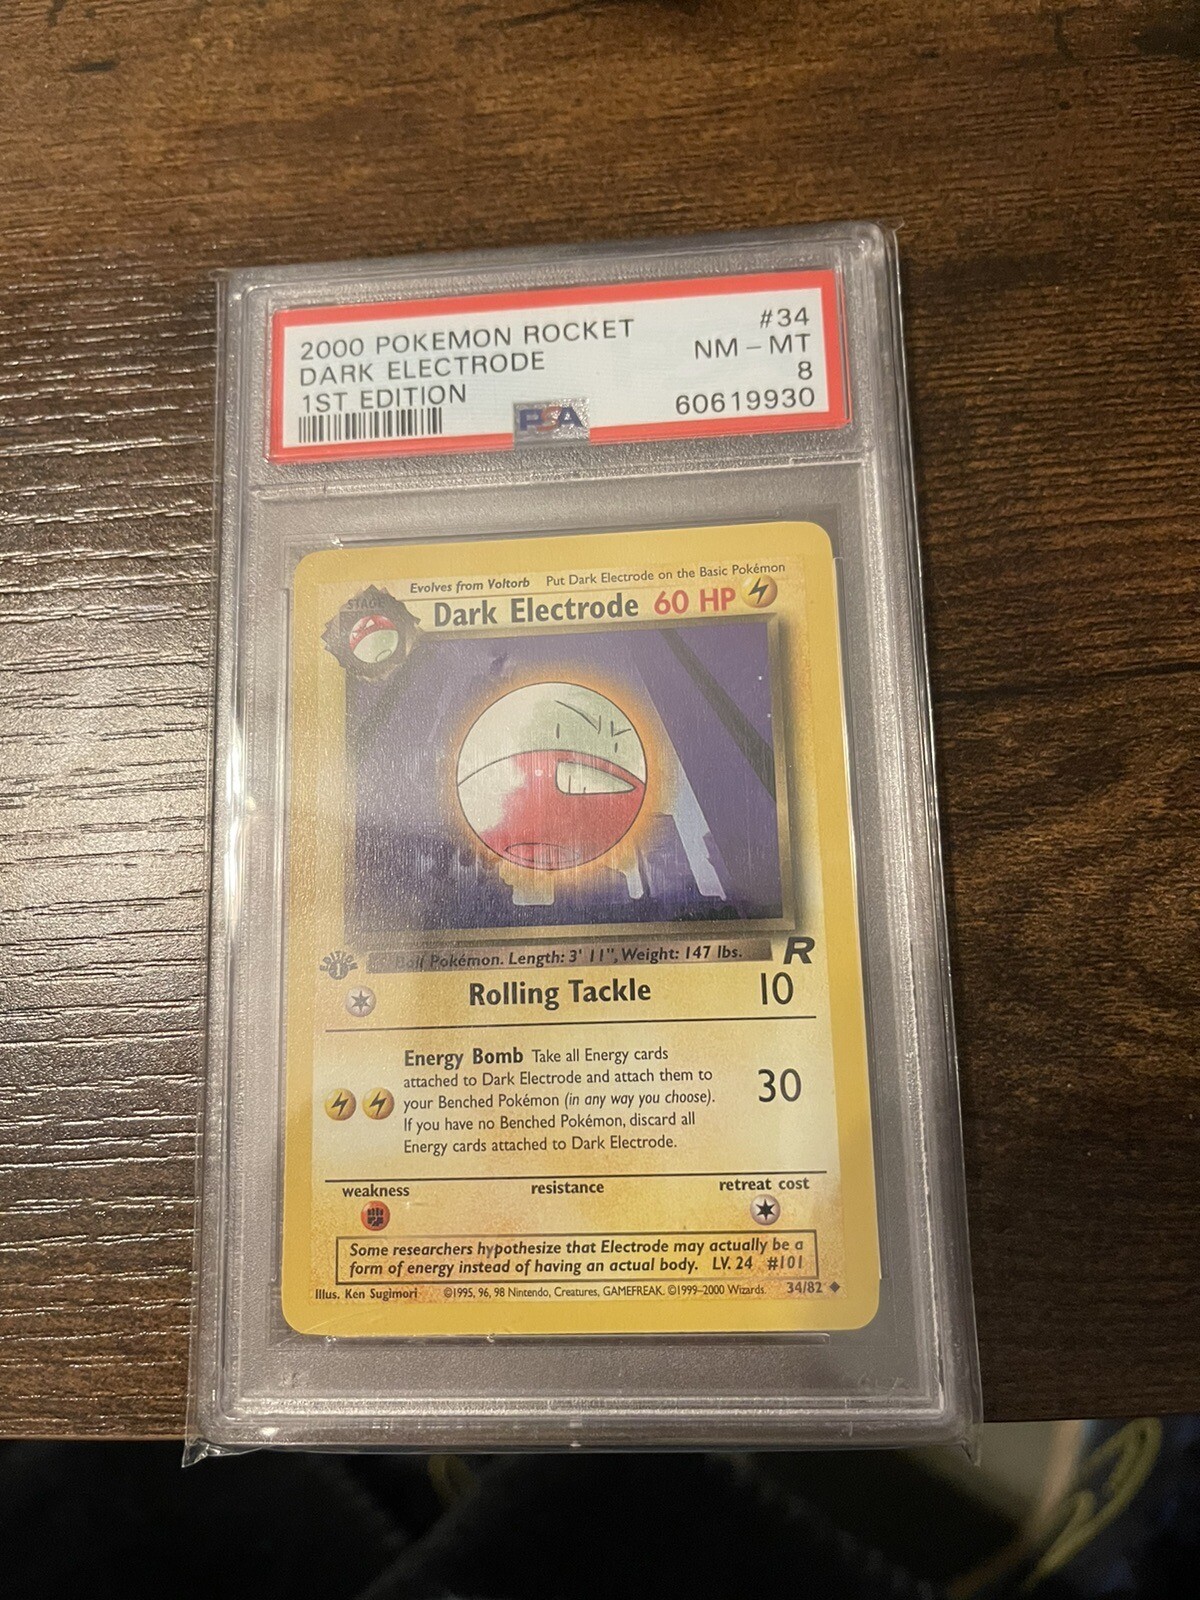 2000 POKEMON ROCKET #34
DARK ELECTRODE NM - MT
1ST EDITION 8
PSA 60619930
Evolves from Voltorb Put Dark Electrode on the Basic Pokémon
STAGE
Dark Electrode 60 HP
EDITION
1
Ball Pokémon. Length: 3' 11", Weight: 147 lbs. R
Rolling Tackle 10
Energy Bomb Take all Energy cards
attached to Dark Electrode and attach them to
your Benched Pokémon (in any way you choose). 30
If you have no Benched Pokémon, discard all
Energy cards attached to Dark Electrode.
weakness resistance retreat cost
Some researchers hypothesize that Electrode may actually be a
form of energy instead of having an actual body. LV. 24 #101
Illus. Ken Sugimori ©1995, 96, 98 Nintendo, Creatures, GAMEFREAK. ©1999–2000 Wizards. 34/82